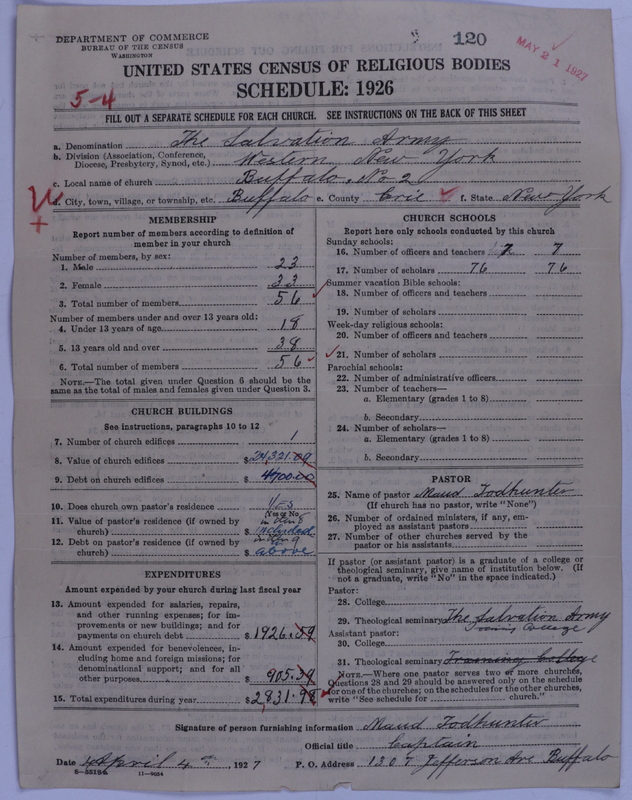 DEPARTMENT OF COMMERCE
BUREAU OF THE CENSUS
WASHINGTON
120
MAY 21 1927
UNITED STATES CENSUS OF RELIGIOUS BODIES
SCHEDULE: 1926
5-4
FILL OUT A SEPARATE SCHEDULE FOR EACH CHURCH. SEE INSTRUCTIONS ON THE BACK OF THIS SHEET
a. Denomination The Salvation Army
b. Division (Association, Conference, Diocese, Presbytery, Synod, etc.) Western New York
c. Local name of church Buffalo, No 2
City, town, village, or township, etc. Buffalo e. County Erie f. State New York
MEMBERSHIP
Report number of members according to definition of
member in your church
Number of members, by sex:
1. Male 23
2. Female 33
3. Total number of members 56
Number of members under and over 13 years old:
4. Under 13 years of age 18
5. 13 years old and over 38
6. Total number of members 56
NOTE.—The total given under Question 6 should be
the same as the total of males and females given under Question 3.
CHURCH BUILDINGS
See instructions, paragraphs 10 to 12
7. Number of church edifices 1
8. Value of church edifices $24,321.09
9. Debt on church edifices $4700.00
10. Does church own pastor's residence? Yes
(Yes or No)
11. Value of pastor's residence (if owned by
church) $ in item 8 included
12. Debt on pastor's residence (if owned by
church) $ in item 9 above
EXPENDITURES
Amount expended by your church during last fiscal year
13. Amount expended for salaries, repairs,
and other running expenses; for im-
provements or new buildings; and for
payments on church debt $1926.59
14. Amount expended for benevolences, in-
cluding home and foreign missions; for
denominational support; and for all
other purposes $905.39
15. Total expenditures during year $2,831.98
CHURCH SCHOOLS
Report here only schools conducted by this church
Sunday schools:
16. Number of officers and teachers 7 7
17. Number of scholars 76 76
Summer vacation Bible schools:
18. Number of officers and teachers
19. Number of scholars
Week-day religious schools:
20. Number of officers and teachers
21. Number of scholars
Parochial schools:
22. Number of administrative officers
23. Number of teachers—
a. Elementary (grades 1 to 8)
b. Secondary
24. Number of scholars—
a. Elementary (grades 1 to 8)
b. Secondary
PASTOR
25. Name of pastor Maud Todhunter
(If church has no pastor, write "None")
26. Number of ordained ministers, if any, em-
ployed as assistant pastors
27. Number of other churches served by the
pastor or his assistants
If pastor (or assistant pastor) is a graduate of a college or
theological seminary, give name of institution below. (If
not a graduate, write "No" in the space indicated.)
Pastor:
28. College
29. Theological seminary The Salvation Army
Training College
Assistant pastor:
30. College
31. Theological seminary Training College
NOTE.—Where one pastor serves two or more churches,
Questions 28 and 29 should be answered only on the schedule
for one of the churches; on the schedules for the other churches,
write "See schedule for church."
Signature of person furnishing information Maud Todhunter
Official title Captain
Date April 4th, 1927 P. O. Address 1307 Jefferson Ave Buffalo
11-9084